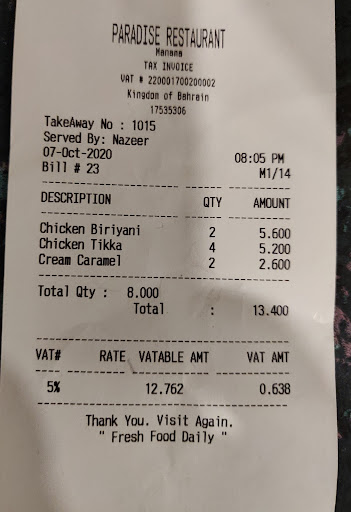 PARADISE RESTAURANT
Manama
TAX INVOICE
VAT # 220001700200002
Kingdom of Bahrain
17535306
TakeAway No : 1015
Served By: Nazeer
07-Oct-2020 08:05 PM
Bill # 23 M1/14
DESCRIPTION QTY AMOUNT
Chicken Biriyani 2 5.600
Chicken Tikka 4 5.200
Cream Caramel 2 2.600
Total Qty : 8.000
Total : 13.400
VAT# RATE VATABLE AMT VAT AMT
5% 12.762 0.638
Thank You. Visit Again.
" Fresh Food Daily "